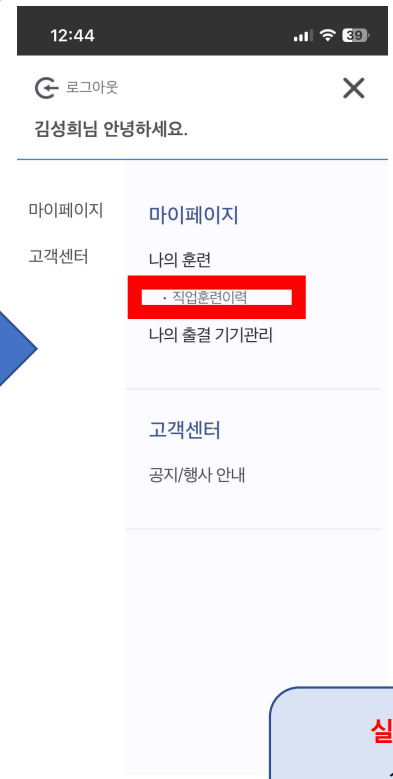 12:44
39
로그아웃
김성희님 안녕하세요.
마이페이지
고객센터
마이페이지
나의 훈련
• 직업훈련이력
나의 출결 기기관리
고객센터
공지/행사 안내
실